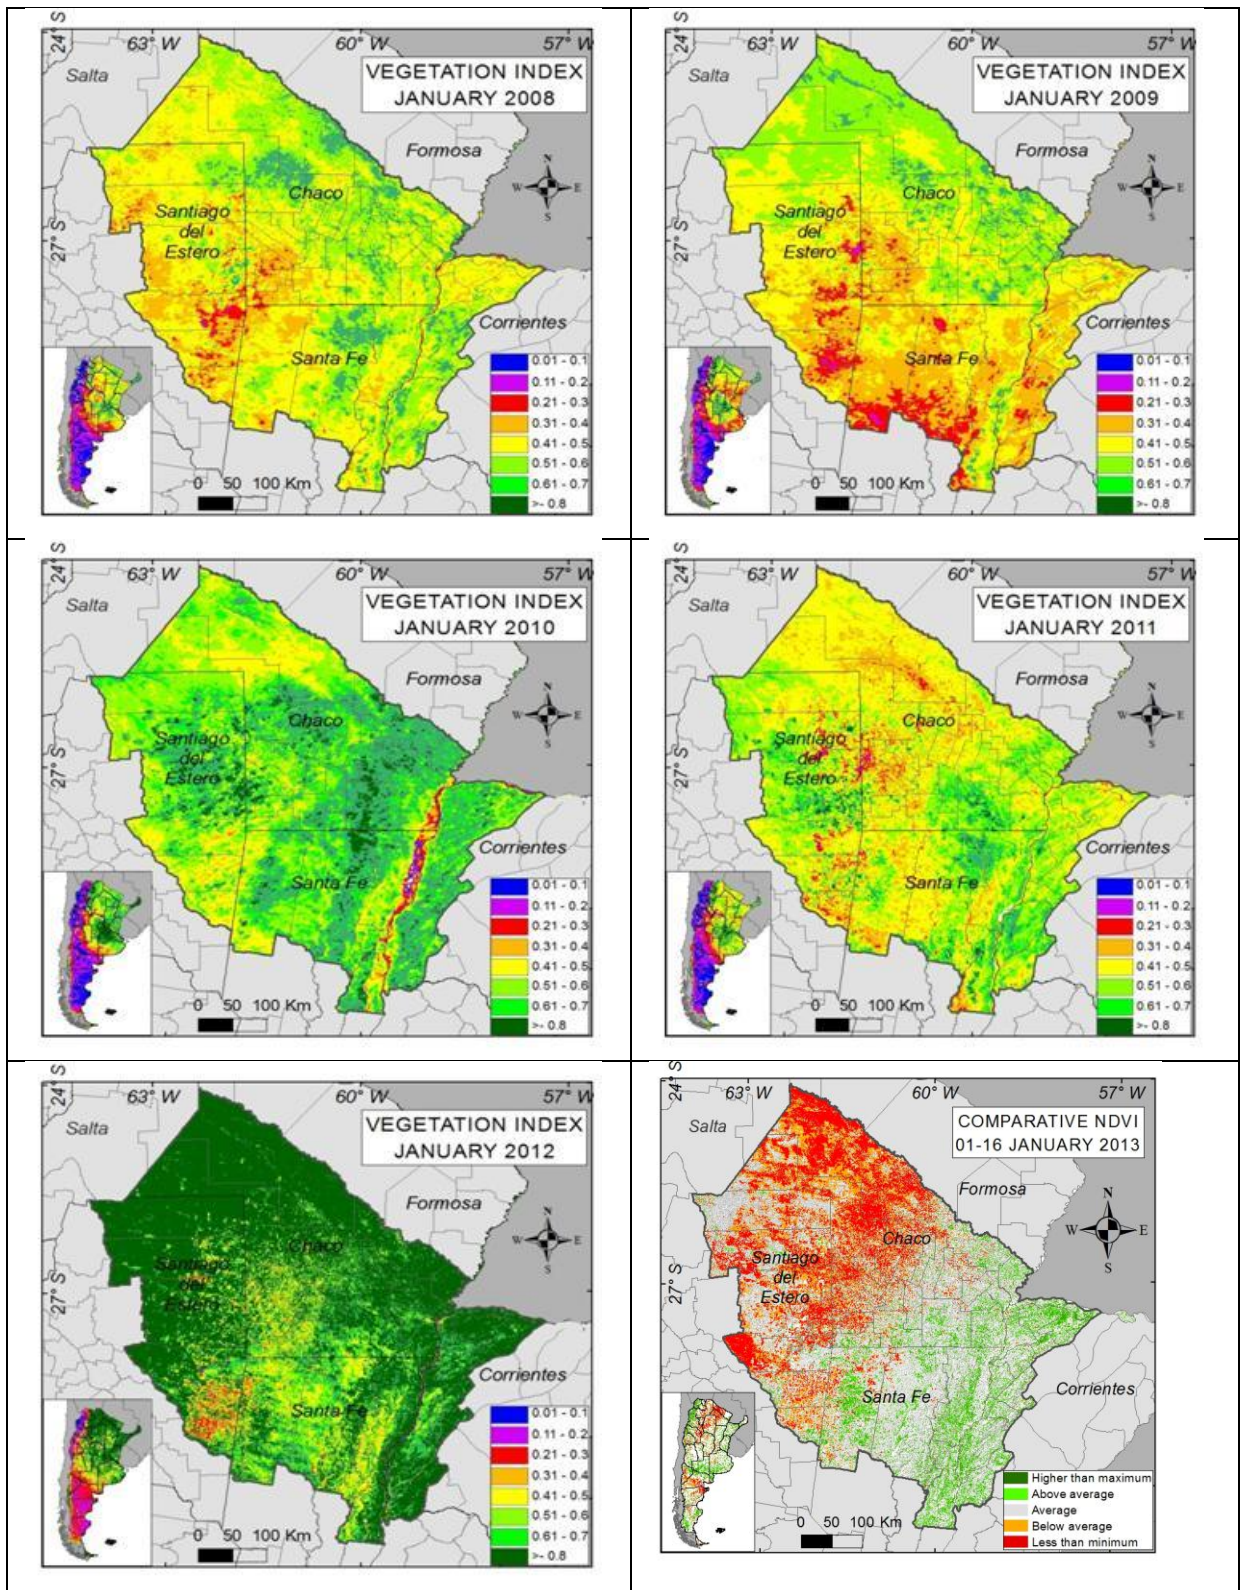 24° S
63° W
60° W
57° W
Salta
VEGETATION INDEX
JANUARY 2008
Formosa
N
W E
S
Chaco
Santiago
del
Estero
27° S
Corrientes
Santa Fe
0.01 - 0.1
0.11 - 0.2
0.21 - 0.3
0.31 - 0.4
0.41 - 0.5
0.51 - 0.6
0.61 - 0.7
>- 0.8
0 50 100 Km
24° S
63° W
60° W
57° W
Salta
VEGETATION INDEX
JANUARY 2009
Formosa
N
W E
S
Chaco
Santiago
del
Estero
27° S
Corrientes
Santa Fe
0.01 - 0.1
0.11 - 0.2
0.21 - 0.3
0.31 - 0.4
0.41 - 0.5
0.51 - 0.6
0.61 - 0.7
>- 0.8
0 50 100 Km
24° S
63° W
60° W
57° W
Salta
VEGETATION INDEX
JANUARY 2010
Formosa
N
W E
S
Chaco
Santiago
del
Estero
27° S
Corrientes
Santa Fe
0.01 - 0.1
0.11 - 0.2
0.21 - 0.3
0.31 - 0.4
0.41 - 0.5
0.51 - 0.6
0.61 - 0.7
>- 0.8
0 50 100 Km
24° S
63° W
60° W
57° W
Salta
VEGETATION INDEX
JANUARY 2011
Formosa
N
W E
S
Chaco
Santiago
del
Estero
27° S
Corrientes
Santa Fe
0.01 - 0.1
0.11 - 0.2
0.21 - 0.3
0.31 - 0.4
0.41 - 0.5
0.51 - 0.6
0.61 - 0.7
>- 0.8
0 50 100 Km
24° S
63° W
60° W
57° W
Salta
VEGETATION INDEX
JANUARY 2012
Formosa
N
W E
S
Chaco
Santiago
del
Estero
27° S
Corrientes
Santa Fe
0.01 - 0.1
0.11 - 0.2
0.21 - 0.3
0.31 - 0.4
0.41 - 0.5
0.51 - 0.6
0.61 - 0.7
>- 0.8
0 50 100 Km
24° S
63° W
60° W
57° W
Salta
COMPARATIVE NDVI
01-16 JANUARY 2013
Formosa
N
W E
S
Chaco
Santiago
del
Estero
27° S
Corrientes
Santa Fe
Higher than maximum
Above average
Average
Below average
Less than minimum
0 50 100 Km